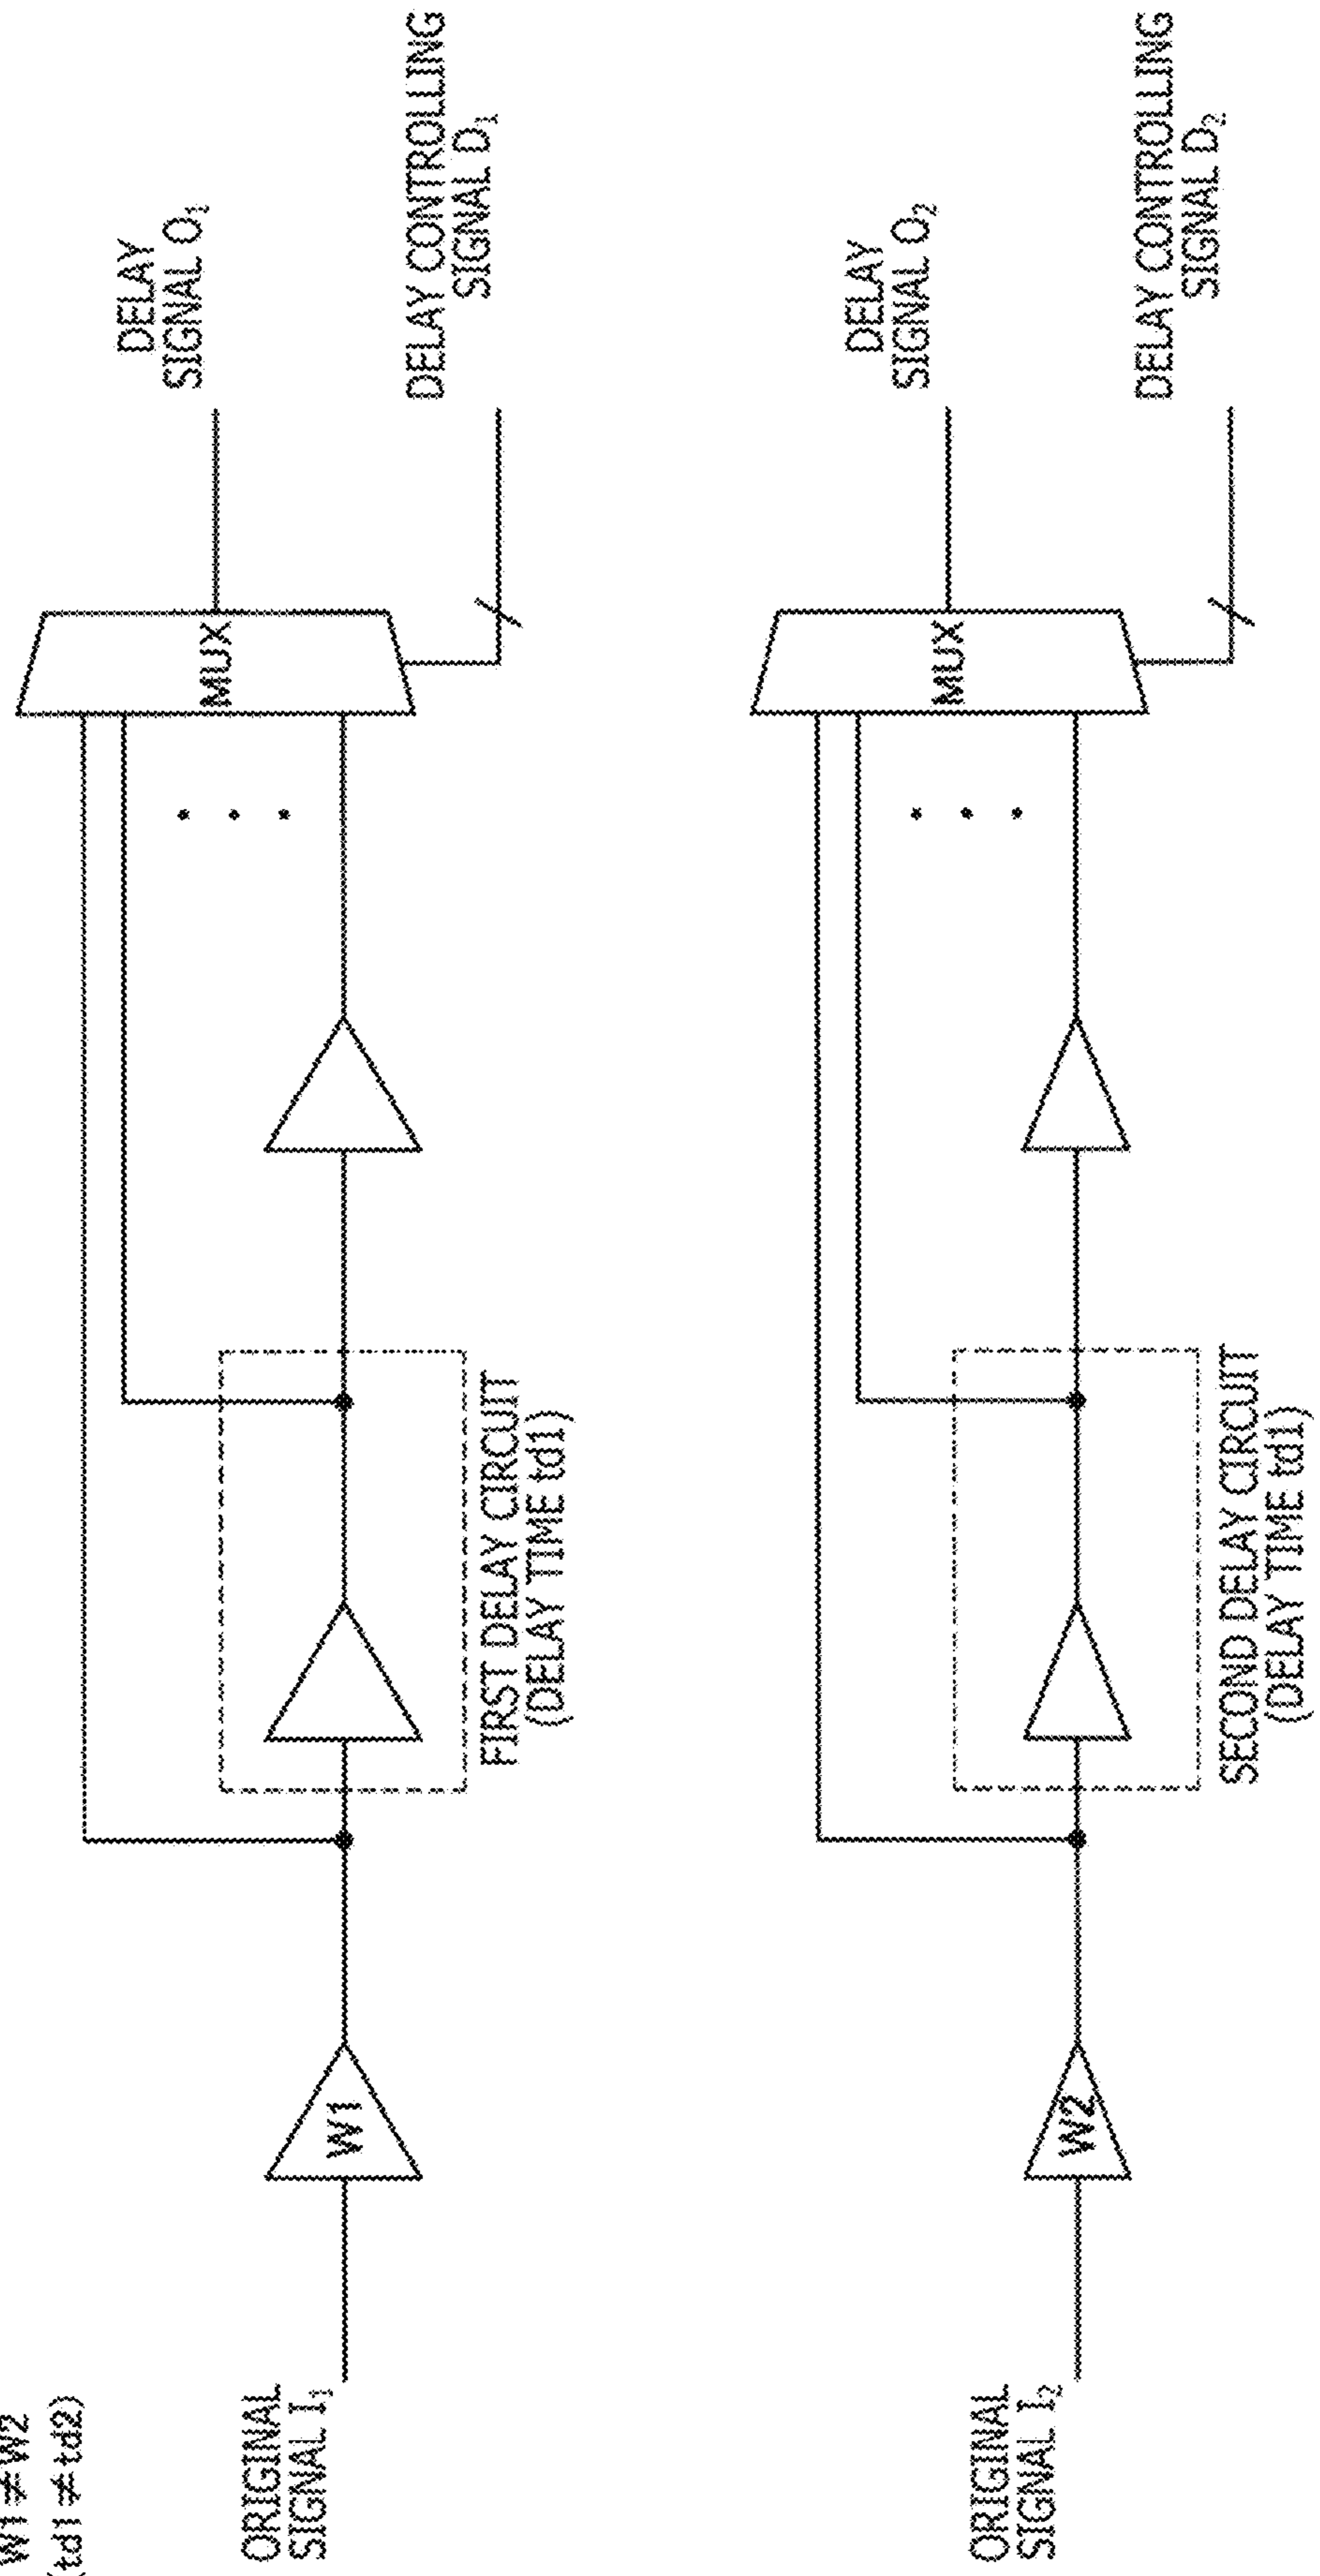 W1≠W2
(td1≠td2)
ORIGINAL
SIGNAL I₁
W1
FIRST DELAY CIRCUIT
(DELAY TIME td1)
MUX
DELAY
SIGNAL O₁
DELAY CONTROLLING
SIGNAL D₁
ORIGINAL
SIGNAL I₂
W2
SECOND DELAY CIRCUIT
(DELAY TIME td1)
MUX
DELAY
SIGNAL O₂
DELAY CONTROLLING
SIGNAL D₂